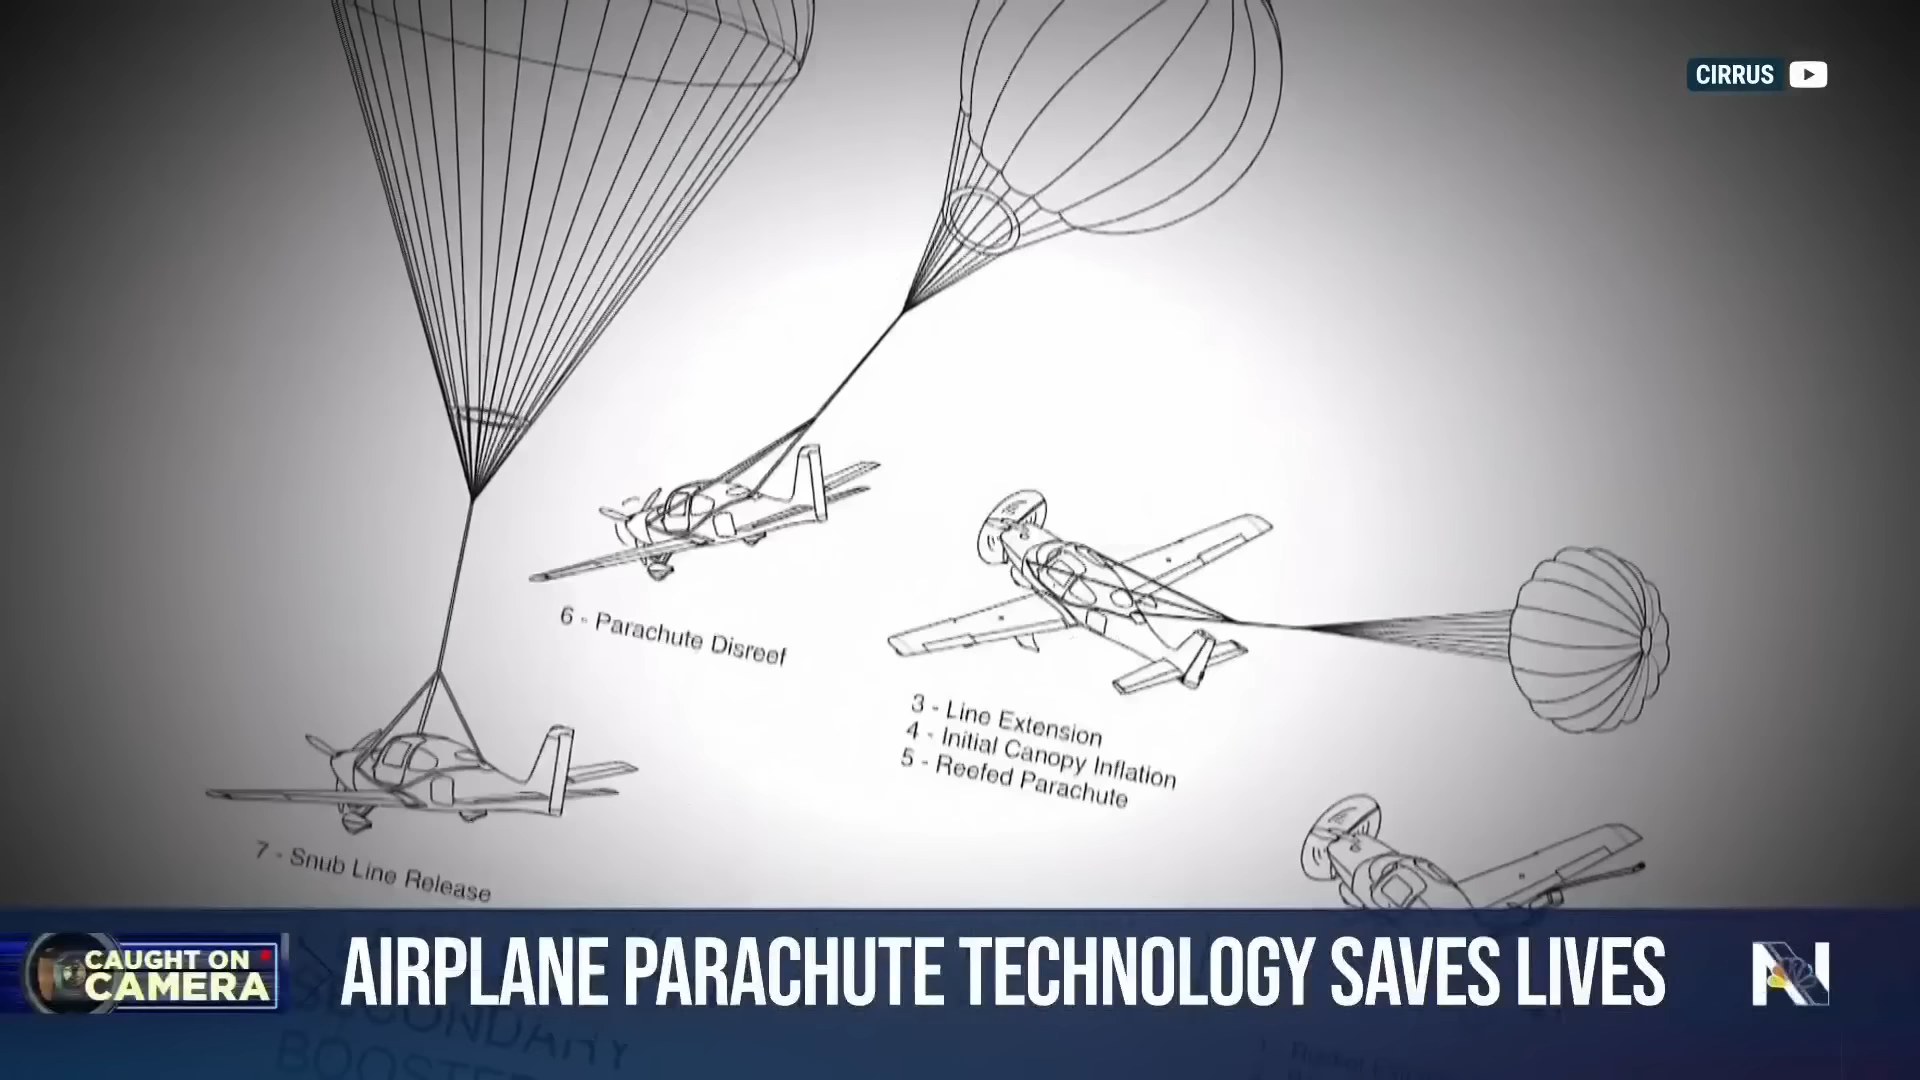 CIRRUS
6 - Parachute Disreef
3 - Line Extension
4 - Initial Canopy Inflation
5 - Reefed Parachute
7 - Snub Line Release
CAUGHT ON
CAMERA
AIRPLANE PARACHUTE TECHNOLOGY SAVES LIVES
SECONDARY